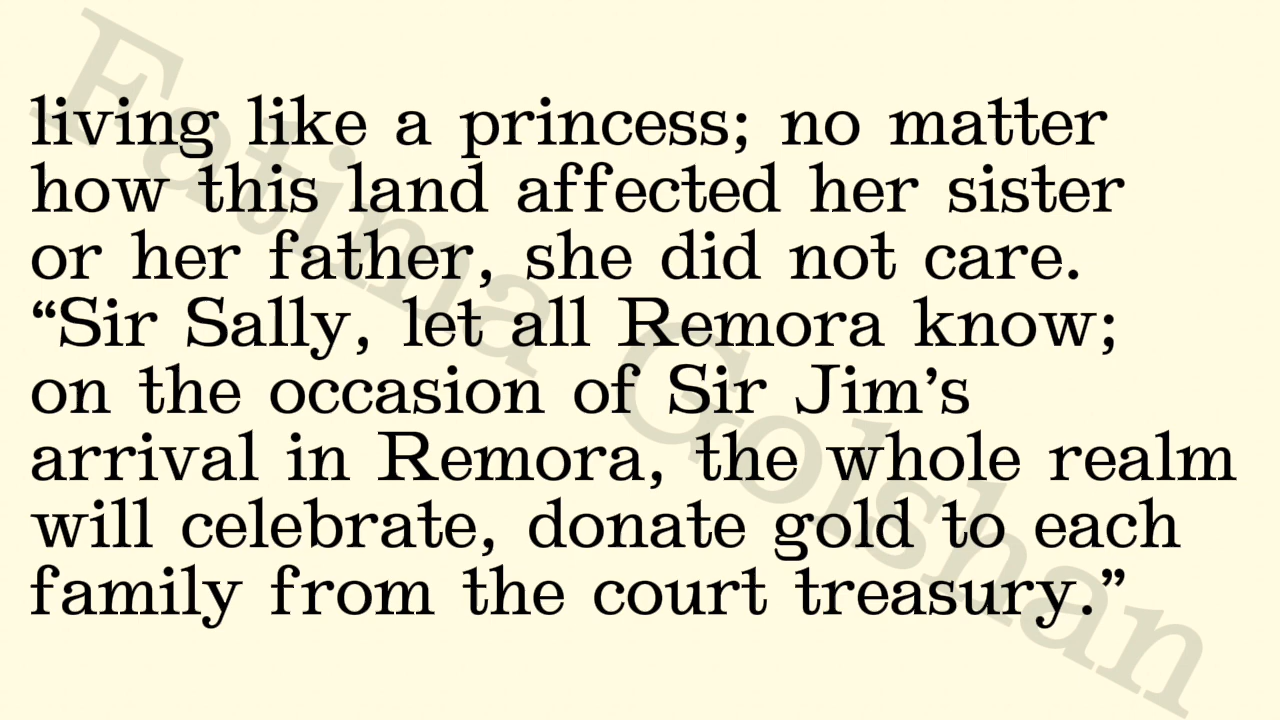 living like a princess; no matter
how this land affected her sister
or her father, she did not care.
“Sir Sally, let all Remora know;
on the occasion of Sir Jim’s
arrival in Remora, the whole realm
will celebrate, donate gold to each
family from the court treasury.”
Fatima Golshan